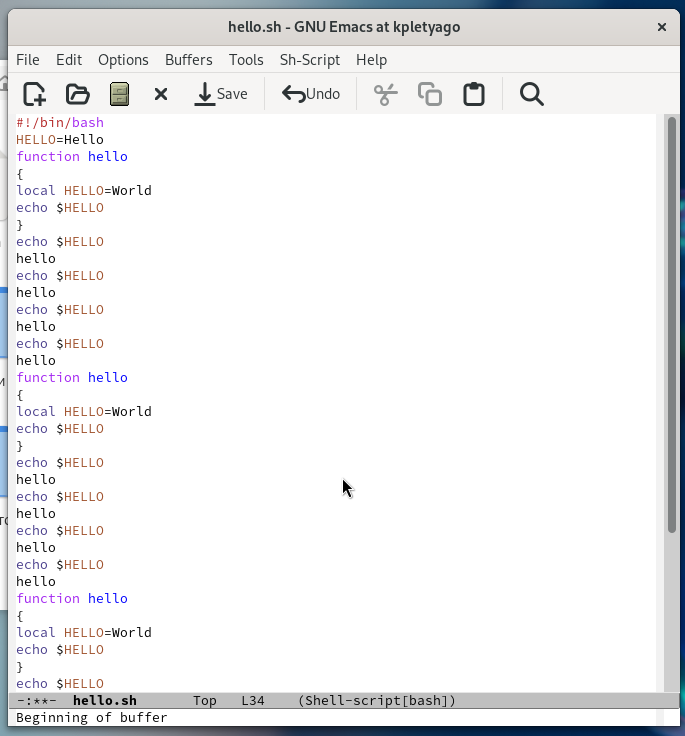 hello.sh - GNU Emacs at kpletyago
File Edit Options Buffers Tools Sh-Script Help
Save Undo
#!/bin/bash
HELLO=Hello
function hello
{
local HELLO=World
echo $HELLO
}
echo $HELLO
hello
echo $HELLO
hello
echo $HELLO
hello
echo $HELLO
hello
function hello
{
local HELLO=World
echo $HELLO
}
echo $HELLO
hello
echo $HELLO
hello
echo $HELLO
hello
echo $HELLO
hello
function hello
{
local HELLO=World
echo $HELLO
}
echo $HELLO
-:**- hello.sh Top L34 (Shell-script[bash])
Beginning of buffer